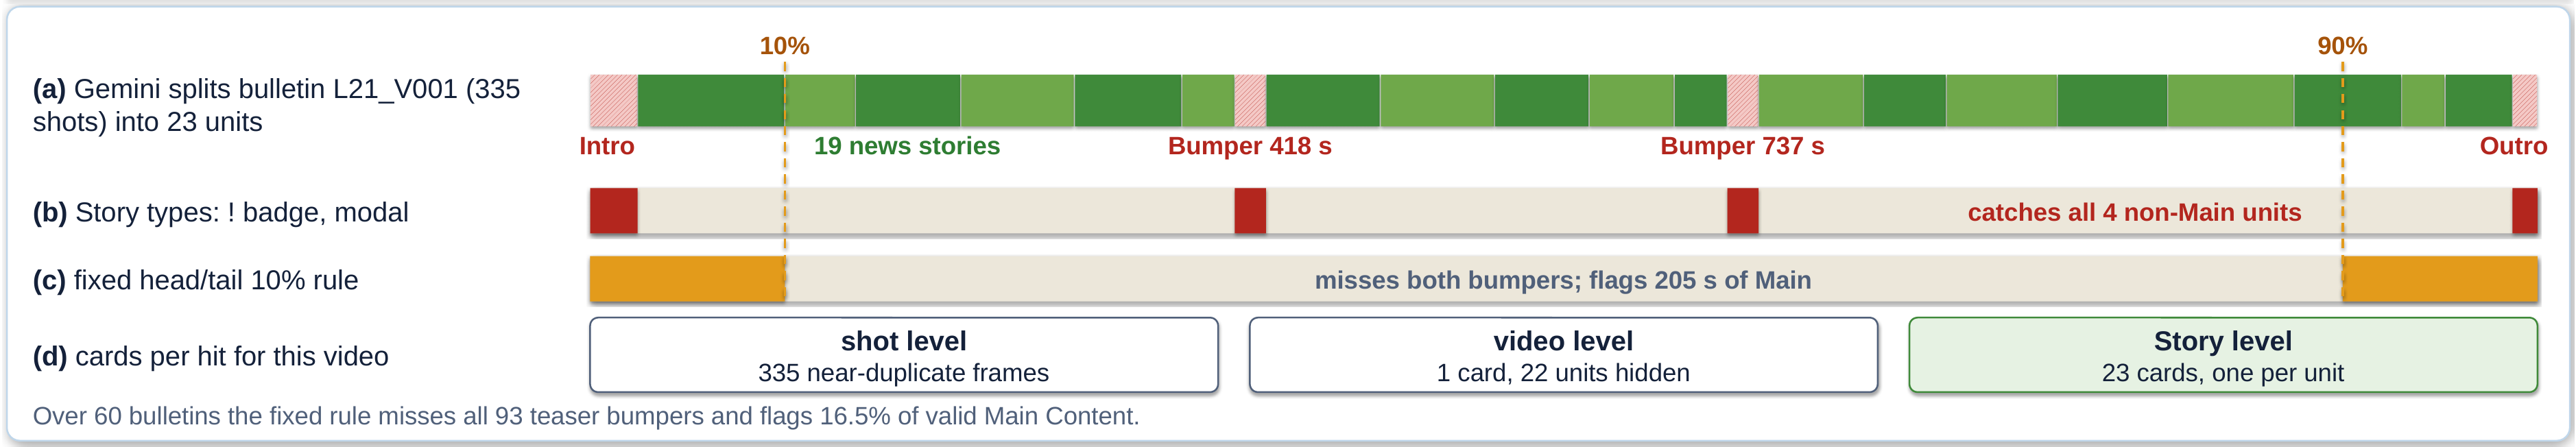 10%
90%
(a) Gemini splits bulletin L21_V001 (335
shots) into 23 units
Intro
19 news stories
Bumper 418 s
Bumper 737 s
Outro
(b) Story types: ! badge, modal
catches all 4 non-Main units
(c) fixed head/tail 10% rule
misses both bumpers; flags 205 s of Main
(d) cards per hit for this video
shot level
335 near-duplicate frames
video level
1 card, 22 units hidden
Story level
23 cards, one per unit
Over 60 bulletins the fixed rule misses all 93 teaser bumpers and flags 16.5% of valid Main Content.